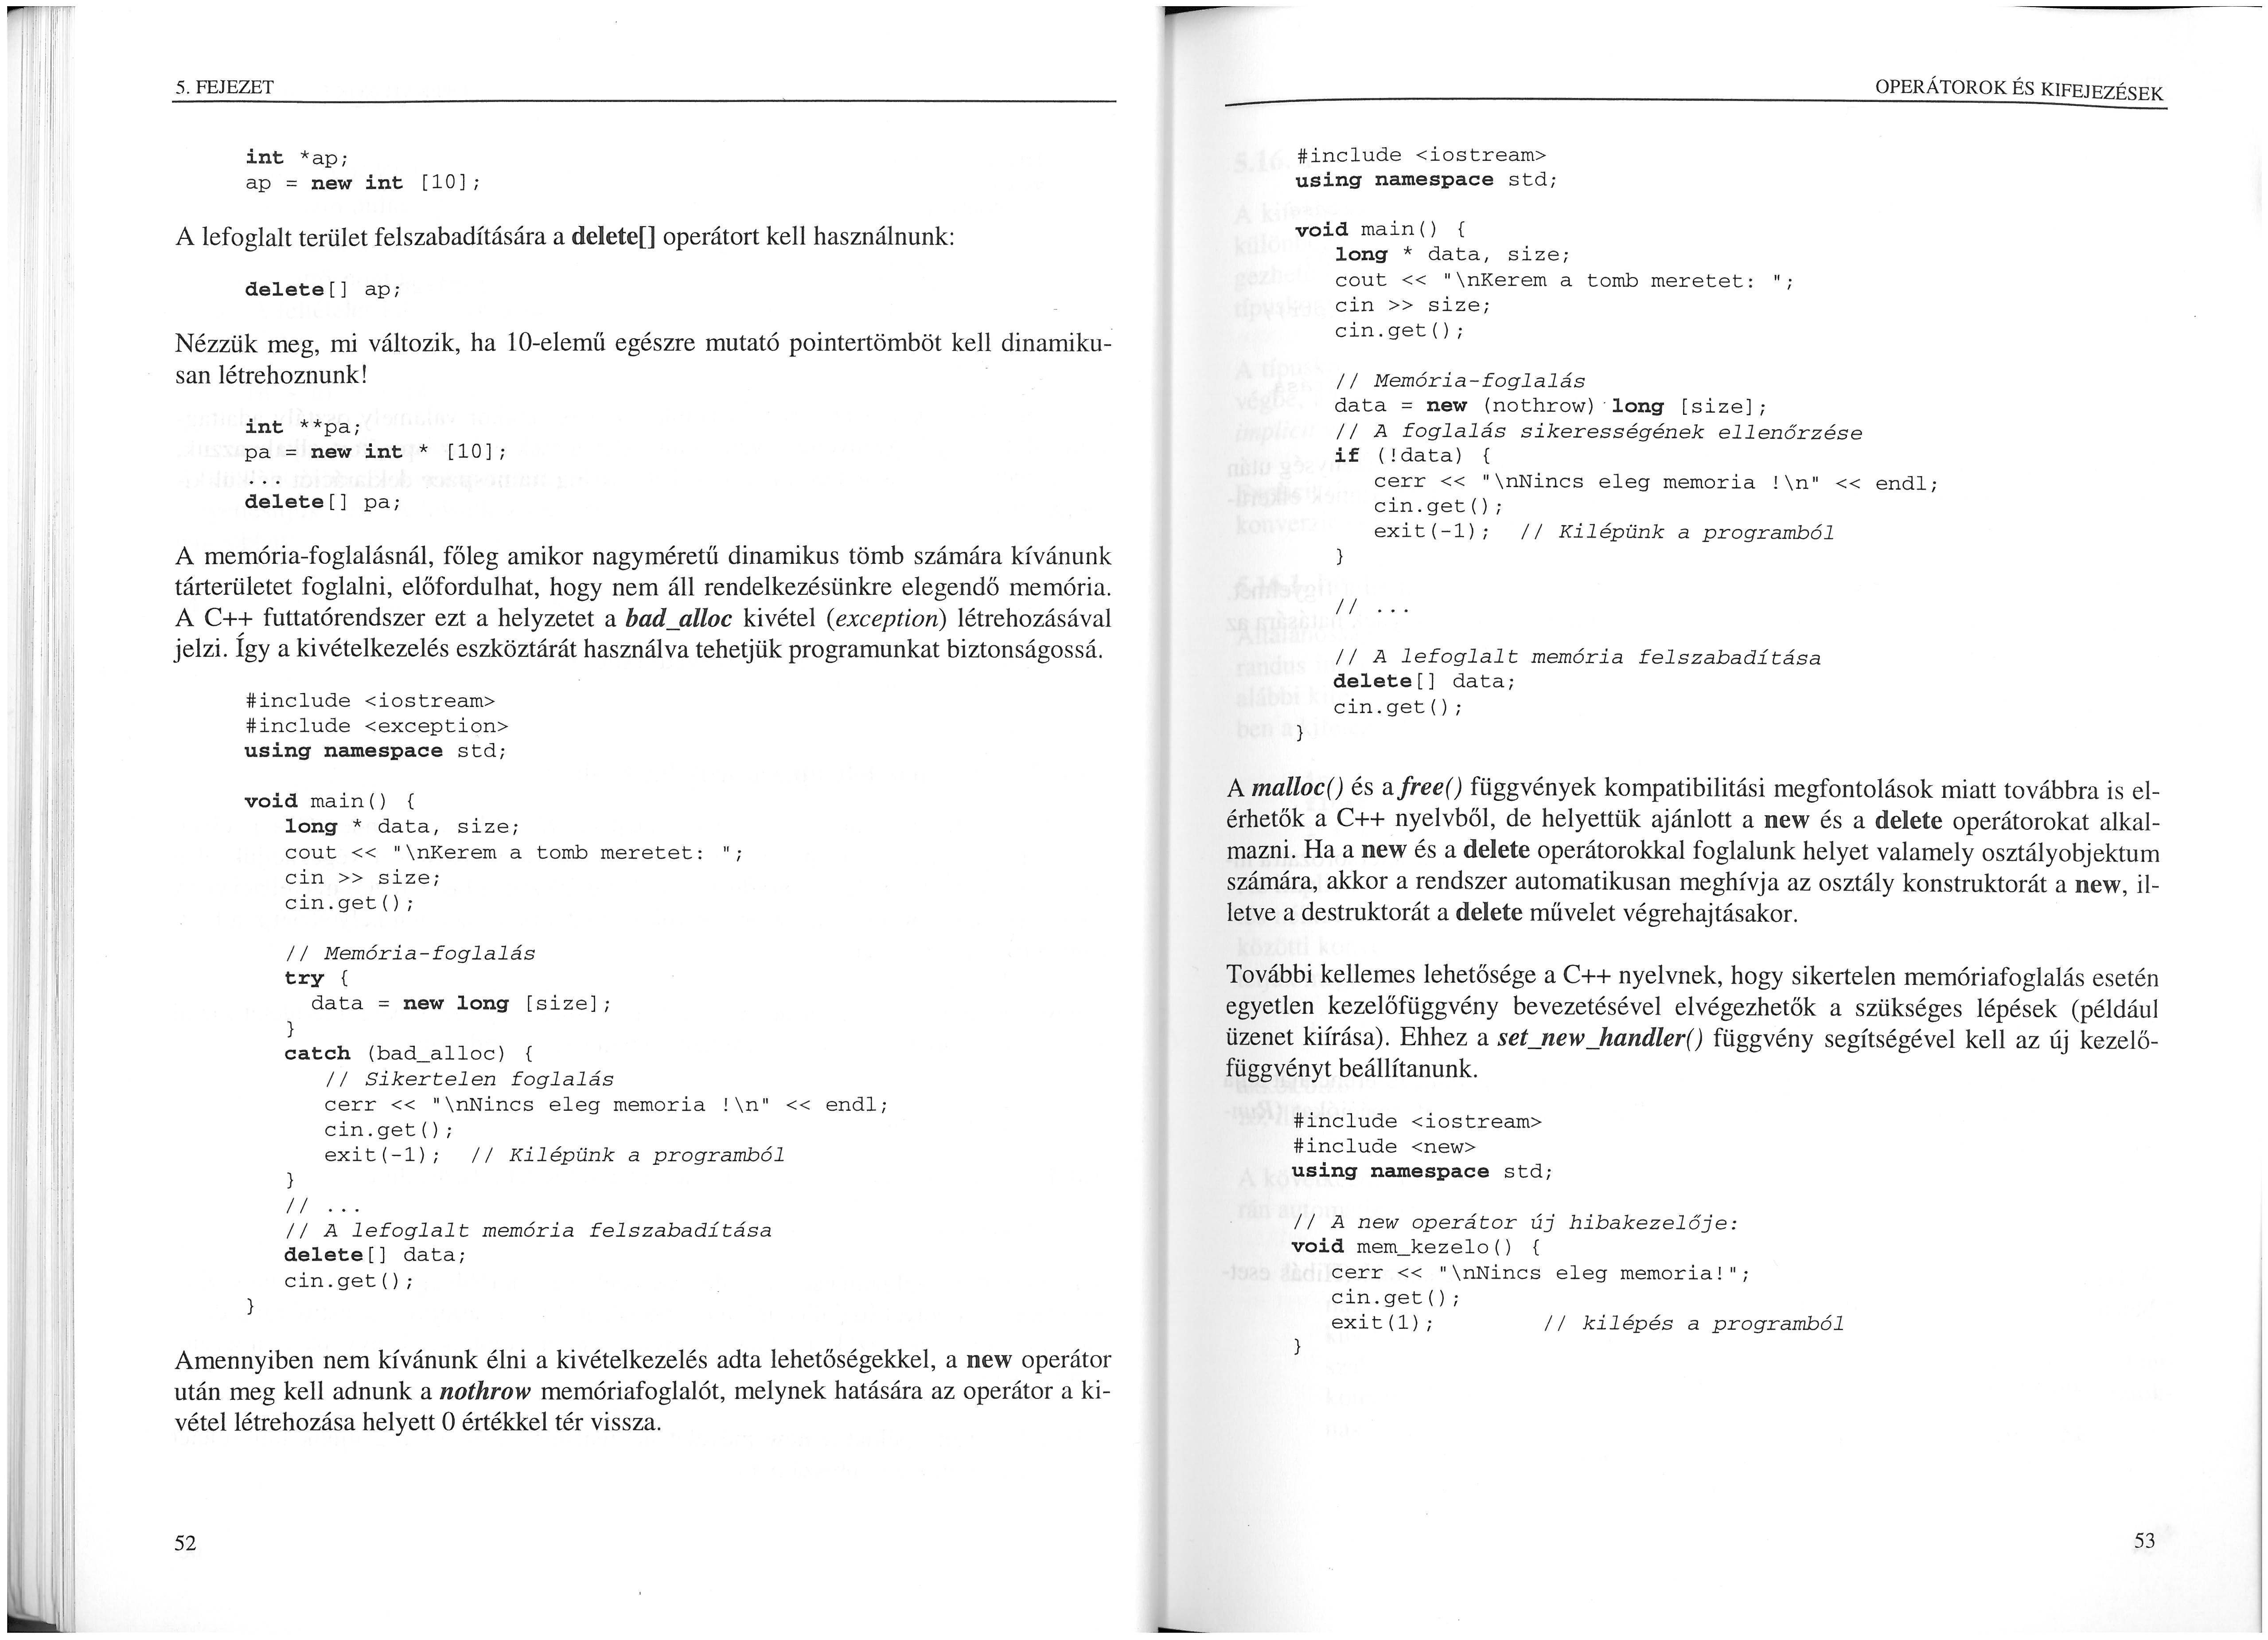 5. FEJEZET
int *ap;
ap = new int [10];
A lefoglalt terület felszabadítására a delete[] operátort kell használnunk:
delete[] ap;
Nézzük meg, mi változik, ha 10-elemű egészre mutató pointertömböt kell dinamiku-
san létrehoznunk!
int **pa;
pa = new int * [10];
...
delete[] pa;
A memória-foglalásnál, főleg amikor nagyméretű dinamikus tömb számára kívánunk
tárterületet foglalni, előfordulhat, hogy nem áll rendelkezésünkre elegendő memória.
A C++ futtatórendszer ezt a helyzetet a bad_alloc kivétel (exception) létrehozásával
jelzi. Így a kivételkezelés eszköztárát használva tehetjük programunkat biztonságossá.
#include <iostream>
#include <exception>
using namespace std;
void main() {
long * data, size;
cout << "\nKerem a tomb meretet: ";
cin >> size;
cin.get();
// Memória-foglalás
try {
data = new long [size];
}
catch (bad_alloc) {
// Sikertelen foglalás
cerr << "\nNincs eleg memoria !\n" << endl;
cin.get();
exit(-1); // Kilépünk a programból
}
// ...
// A lefoglalt memória felszabadítása
delete[] data;
cin.get();
}
Amennyiben nem kívánunk élni a kivételkezelés adta lehetőségekkel, a new operátor
után meg kell adnunk a nothrow memóriafoglalót, melynek hatására az operátor a ki-
vétel létrehozása helyett 0 értékkel tér vissza.
52
OPERÁTOROK ÉS KIFEJEZÉSEK
#include <iostream>
using namespace std;
void main() {
long * data, size;
cout << "\nKerem a tomb meretet: ";
cin >> size;
cin.get();
// Memória-foglalás
data = new (nothrow) long [size];
// A foglalás sikerességének ellenőrzése
if (!data) {
cerr << "\nNincs eleg memoria !\n" << endl;
cin.get();
exit(-1); // Kilépünk a programból
}
// ...
// A lefoglalt memória felszabadítása
delete[] data;
cin.get();
}
A malloc() és a free() függvények kompatibilitási megfontolások miatt továbbra is el-
érhetők a C++ nyelvből, de helyettük ajánlott a new és a delete operátorokat alkal-
mazni. Ha a new és a delete operátorokkal foglalunk helyet valamely osztályobjektum
számára, akkor a rendszer automatikusan meghívja az osztály konstruktorát a new, il-
letve a destruktorát a delete művelet végrehajtásakor.
További kellemes lehetősége a C++ nyelvnek, hogy sikertelen memóriafoglalás esetén
egyetlen kezelőfüggvény bevezetésével elvégezhetők a szükséges lépések (például
üzenet kiírása). Ehhez a set_new_handler() függvény segítségével kell az új kezelő-
függvényt beállítanunk.
#include <iostream>
#include <new>
using namespace std;
// A new operátor új hibakezelője:
void mem_kezelo() {
cerr << "\nNincs eleg memoria!";
cin.get();
exit(1); // kilépés a programból
}
53